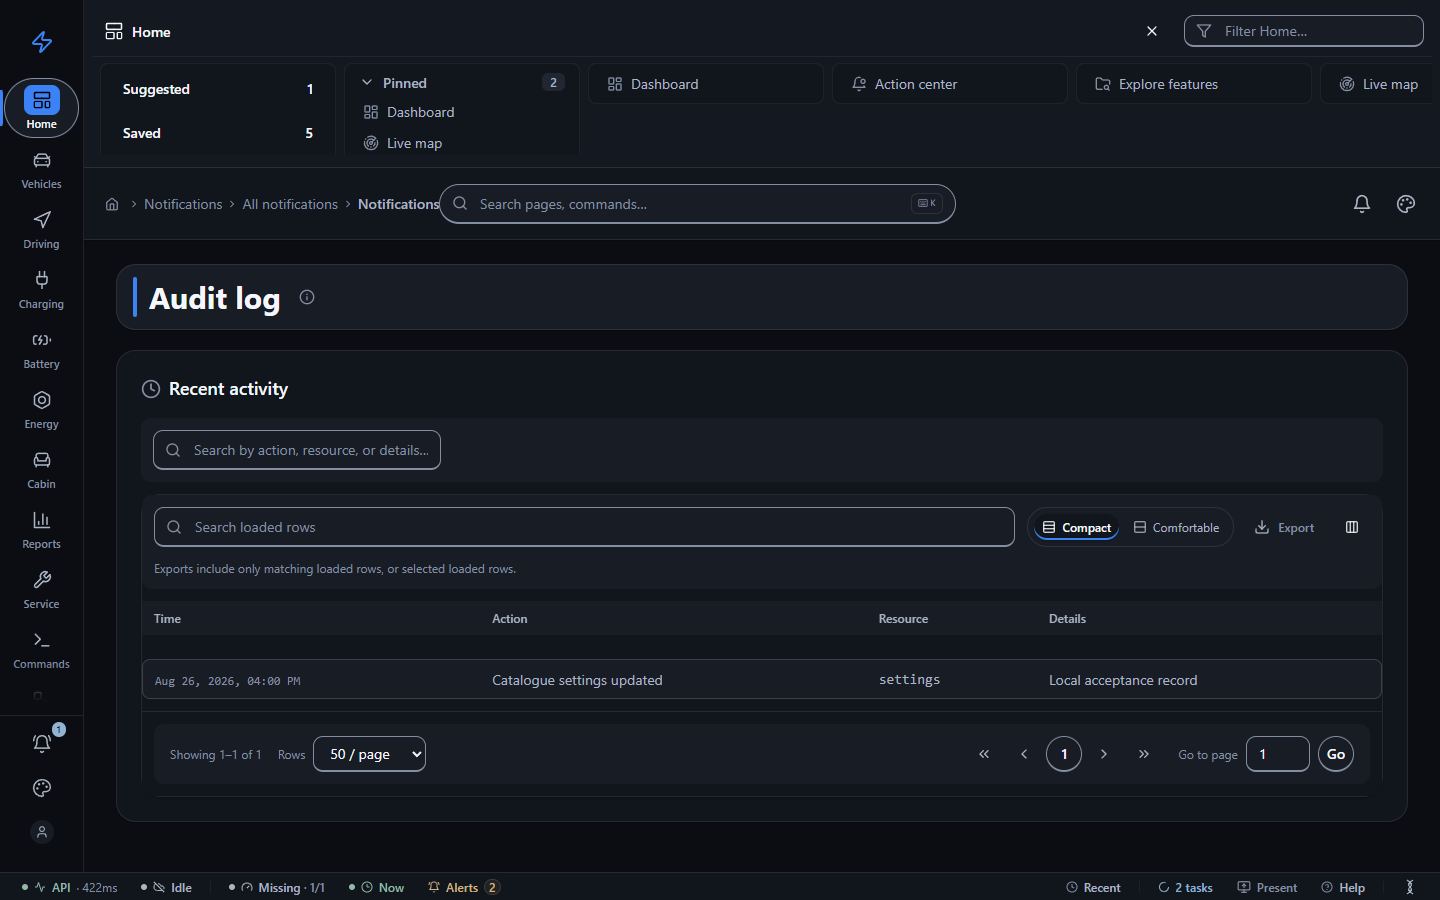 Home
Filter Home...
Suggested 1
Saved 5
Pinned 2
Dashboard
Live map
Dashboard
Action center
Explore features
Live map
Home
Vehicles
Driving
Charging
Battery
Energy
Cabin
Reports
Service
Commands
1
Notifications
All notifications
Notifications
Search pages, commands...
K
Audit log
Recent activity
Search by action, resource, or details...
Search loaded rows
Compact
Comfortable
Export
Exports include only matching loaded rows, or selected loaded rows.
Time Action Resource Details
Aug 26, 2026, 04:00 PM Catalogue settings updated settings Local acceptance record
Showing 1–1 of 1 Rows 50 / page 1 Go to page 1 Go
API · 422ms Idle Missing · 1/1 Now Alerts 2 Recent 2 tasks Present Help